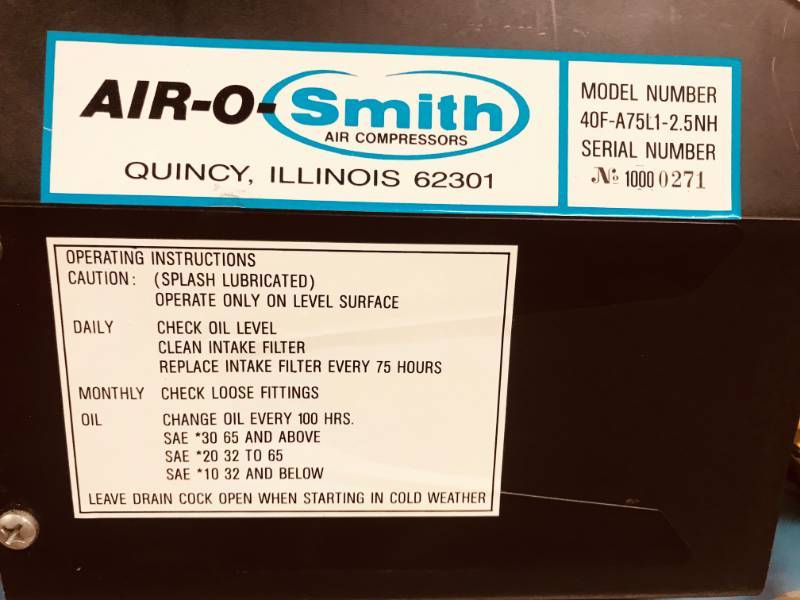 AIR-O-Smith
AIR COMPRESSORS
QUINCY, ILLINOIS 62301
MODEL NUMBER
40F-A75L1-2.5NH
SERIAL NUMBER
№ 1000 0271
OPERATING INSTRUCTIONS
CAUTION: (SPLASH LUBRICATED)
OPERATE ONLY ON LEVEL SURFACE
DAILY CHECK OIL LEVEL
CLEAN INTAKE FILTER
REPLACE INTAKE FILTER EVERY 75 HOURS
MONTHLY CHECK LOOSE FITTINGS
OIL CHANGE OIL EVERY 100 HRS.
SAE *30 65 AND ABOVE
SAE *20 32 TO 65
SAE *10 32 AND BELOW
LEAVE DRAIN COCK OPEN WHEN STARTING IN COLD WEATHER